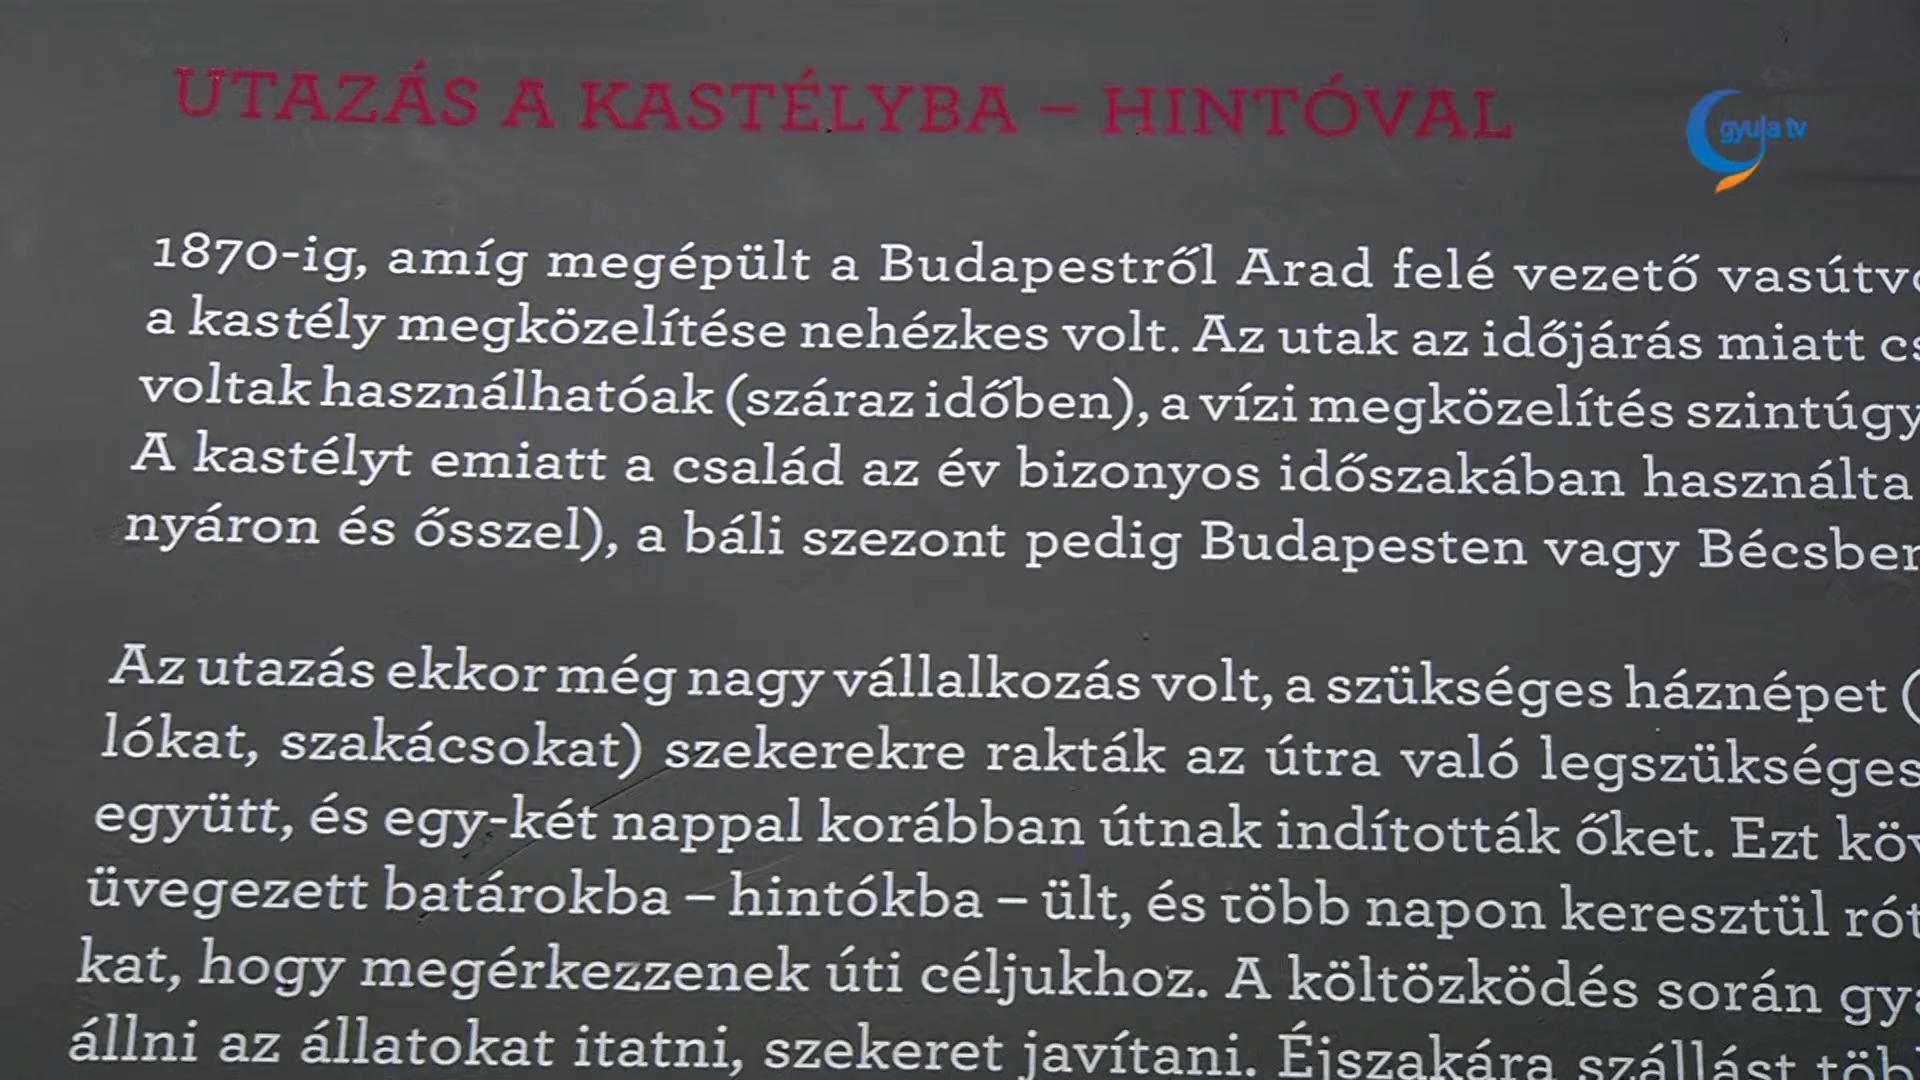 UTAZÁS A KASTÉLYBA – HINTÓVAL
gyula tv
1870-ig, amíg megépült a Budapestről Arad felé vezető
a kastély megközelítése nehézkes volt. Az utak az időjárás miatt
voltak használhatóak (száraz időben), a vízi megközelítés szintúgy
A kastélyt emiatt a család az év bizonyos időszakában használta
nyáron és ősszel), a báli szezont pedig Budapesten vagy
Az utazás ekkor még nagy vállalkozás volt, a szükséges háznépet (
lókat, szakácsokat) szekerekre rakták az útra való
együtt, és egy-két nappal korábban útnak indították őket. Ezt
üvegezett batárokba – hintókba – ült, és több napon keresztül
kat, hogy megérkezzenek úti céljukhoz. A költözködés során
állni az állatokat itatni, szekeret javítani. Éjszakára szállást